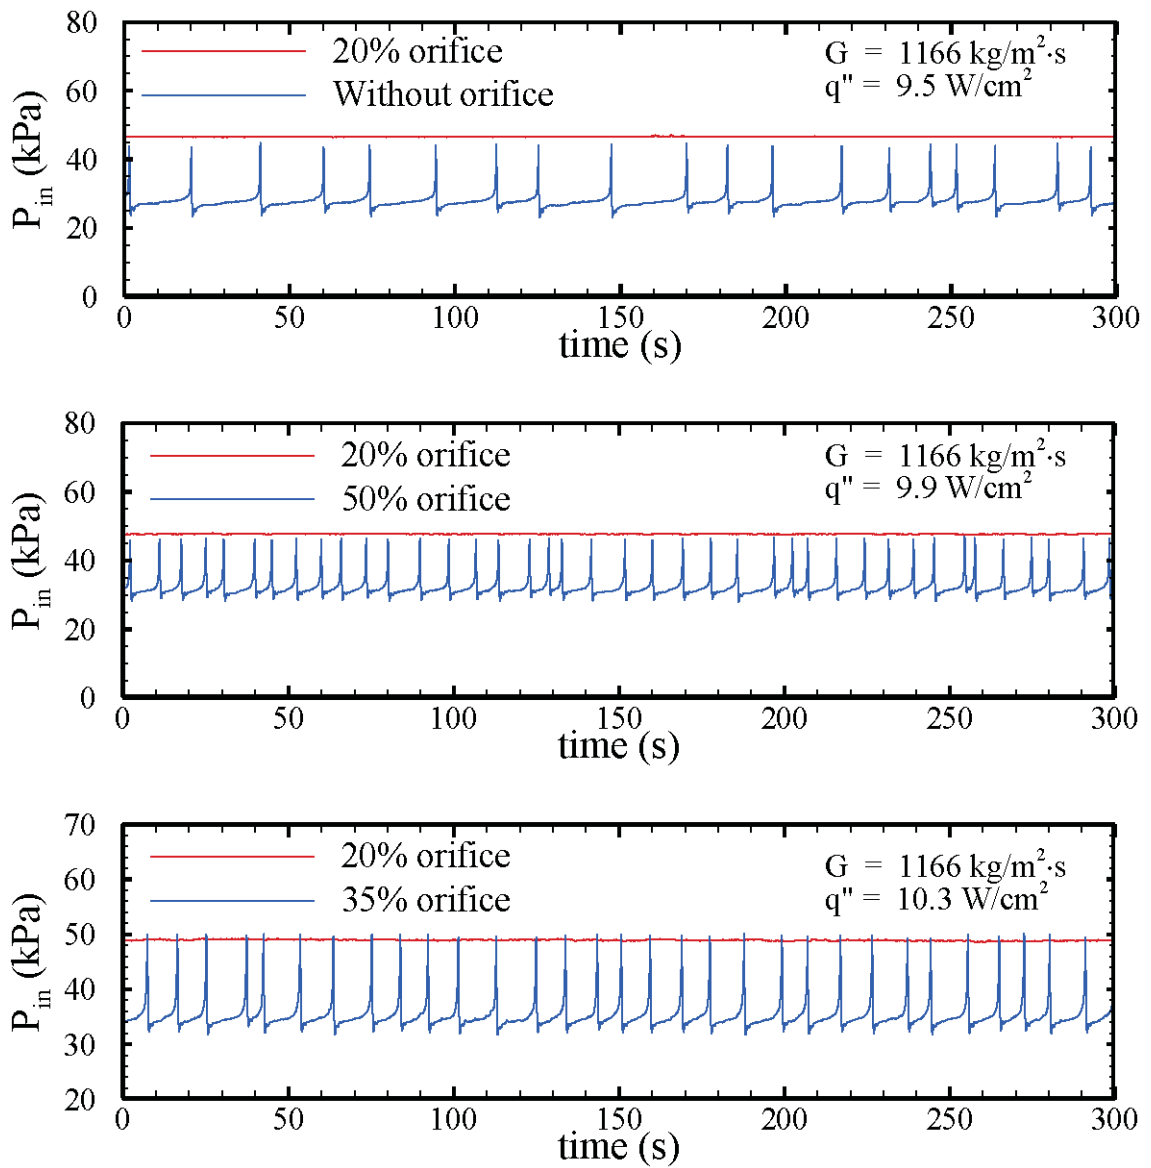 80
20% orifice
G = 1166 kg/m²·s
Without orifice
q" = 9.5 W/cm²
60
40
20
0
P_in (kPa)
0 50 100 150 200 250 300
time (s)
80
20% orifice
G = 1166 kg/m²·s
50% orifice
q" = 9.9 W/cm²
60
40
20
0
P_in (kPa)
0 50 100 150 200 250 300
time (s)
70
20% orifice
G = 1166 kg/m²·s
35% orifice
q" = 10.3 W/cm²
60
50
40
30
20
P_in (kPa)
0 50 100 150 200 250 300
time (s)